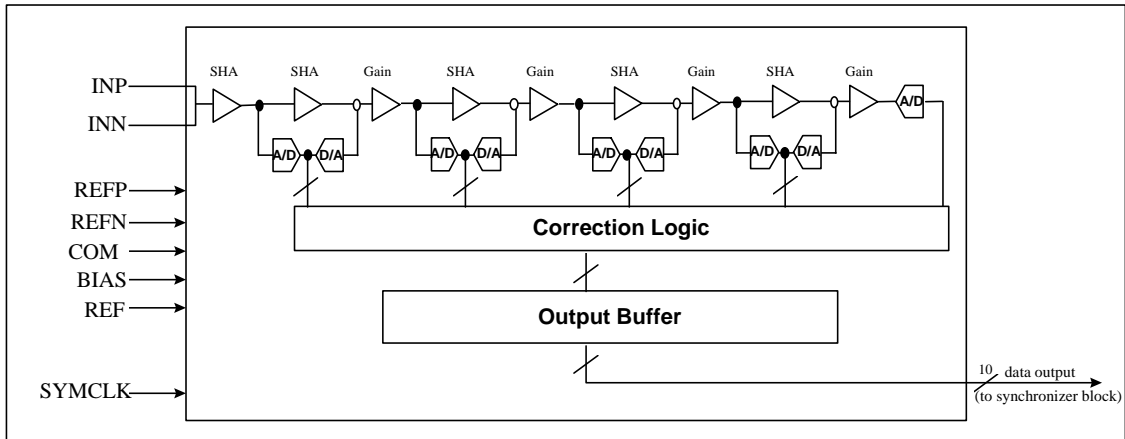 SHA SHA Gain SHA Gain SHA Gain SHA Gain
INP
INN
A/D
A/D D/A A/D D/A A/D D/A A/D D/A
REFP
REFN
COM
BIAS
REF
Correction Logic
Output Buffer
SYMCLK
10 data output
(to synchronizer block)